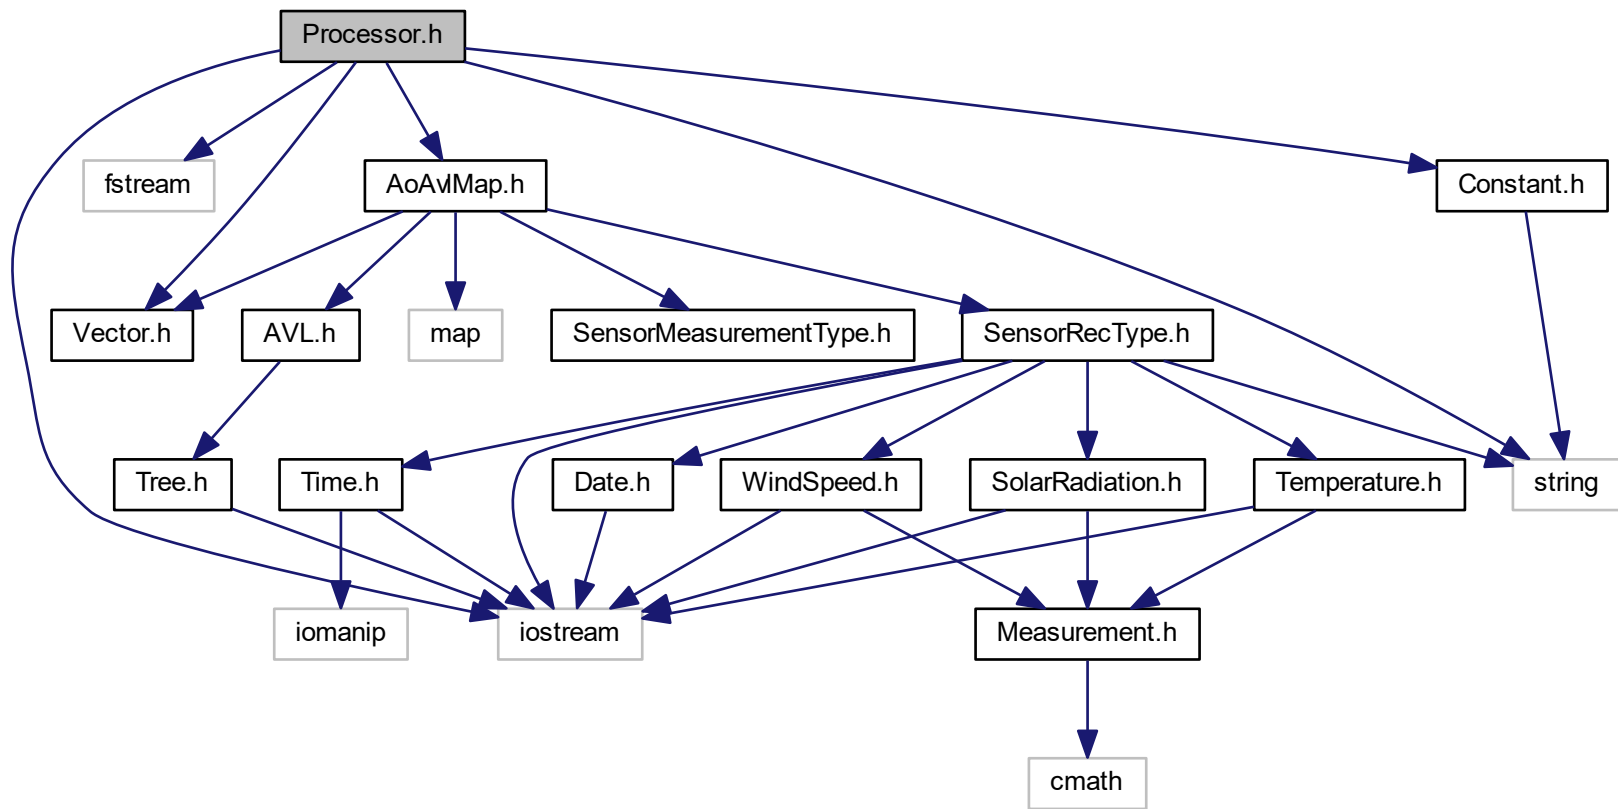 Processor.h
fstream
AoAvlMap.h
Constant.h
Vector.h
AVL.h
map
SensorMeasurementType.h
SensorRecType.h
Tree.h
Time.h
Date.h
WindSpeed.h
SolarRadiation.h
Temperature.h
string
iomanip
iostream
Measurement.h
cmath